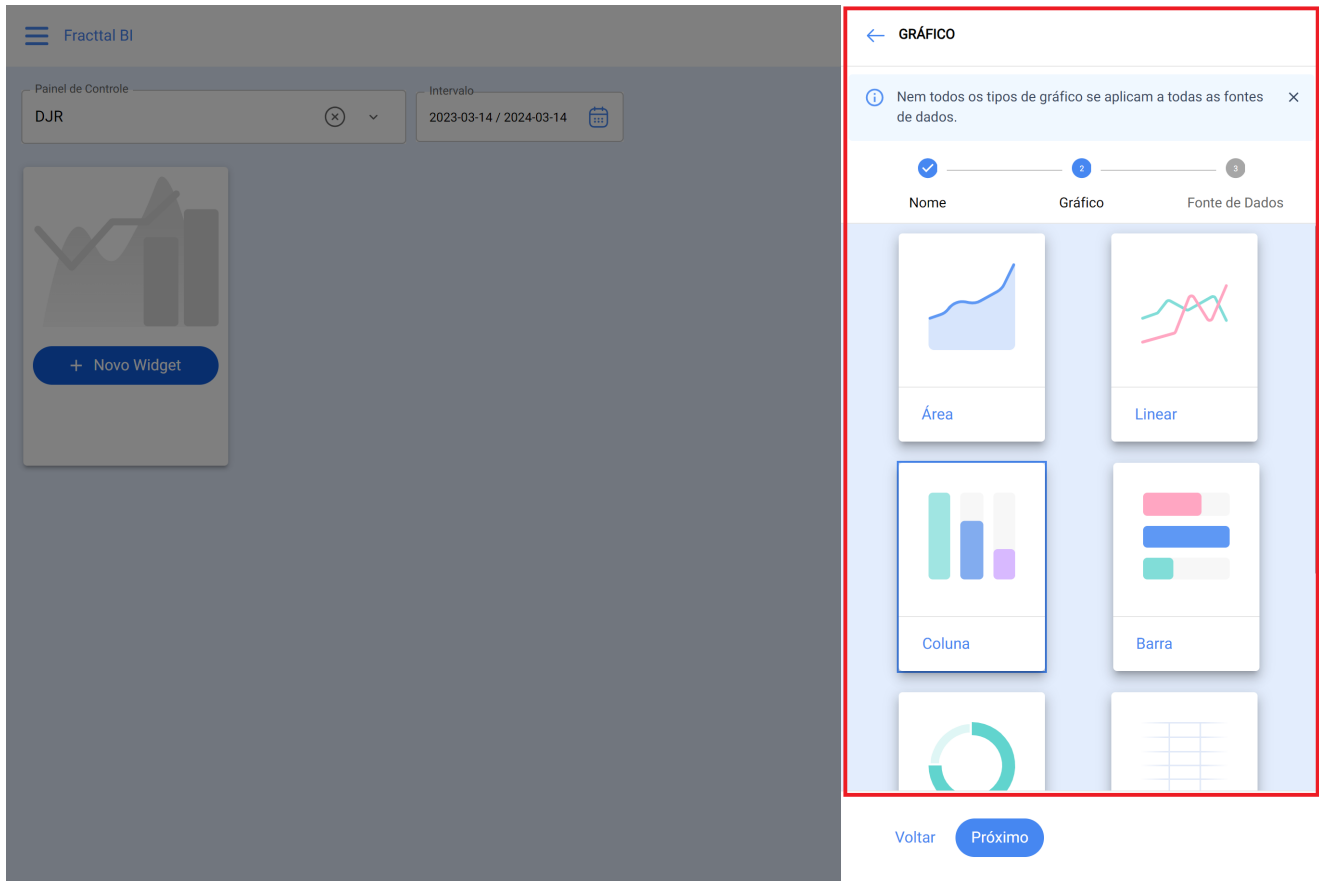 Fracttal BI
Painel de Controle
DJR
Intervalo
2023-03-14 / 2024-03-14
+ Novo Widget
GRÁFICO
Nem todos os tipos de gráfico se aplicam a todas as fontes
de dados.
2
3
Nome
Gráfico
Fonte de Dados
Área
Linear
Coluna
Barra
Voltar
Próximo